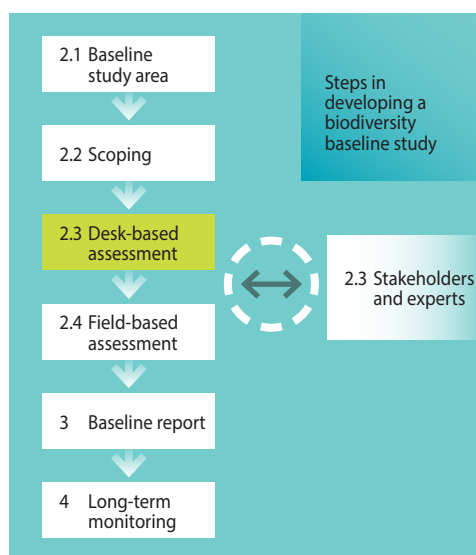 2.1 Baseline
study area
Steps in
developing a
biodiversity
baseline study
2.2 Scoping
2.3 Desk-based
assessment
2.3 Stakeholders
and experts
2.4 Field-based
assessment
3 Baseline report
4 Long-term
monitoring